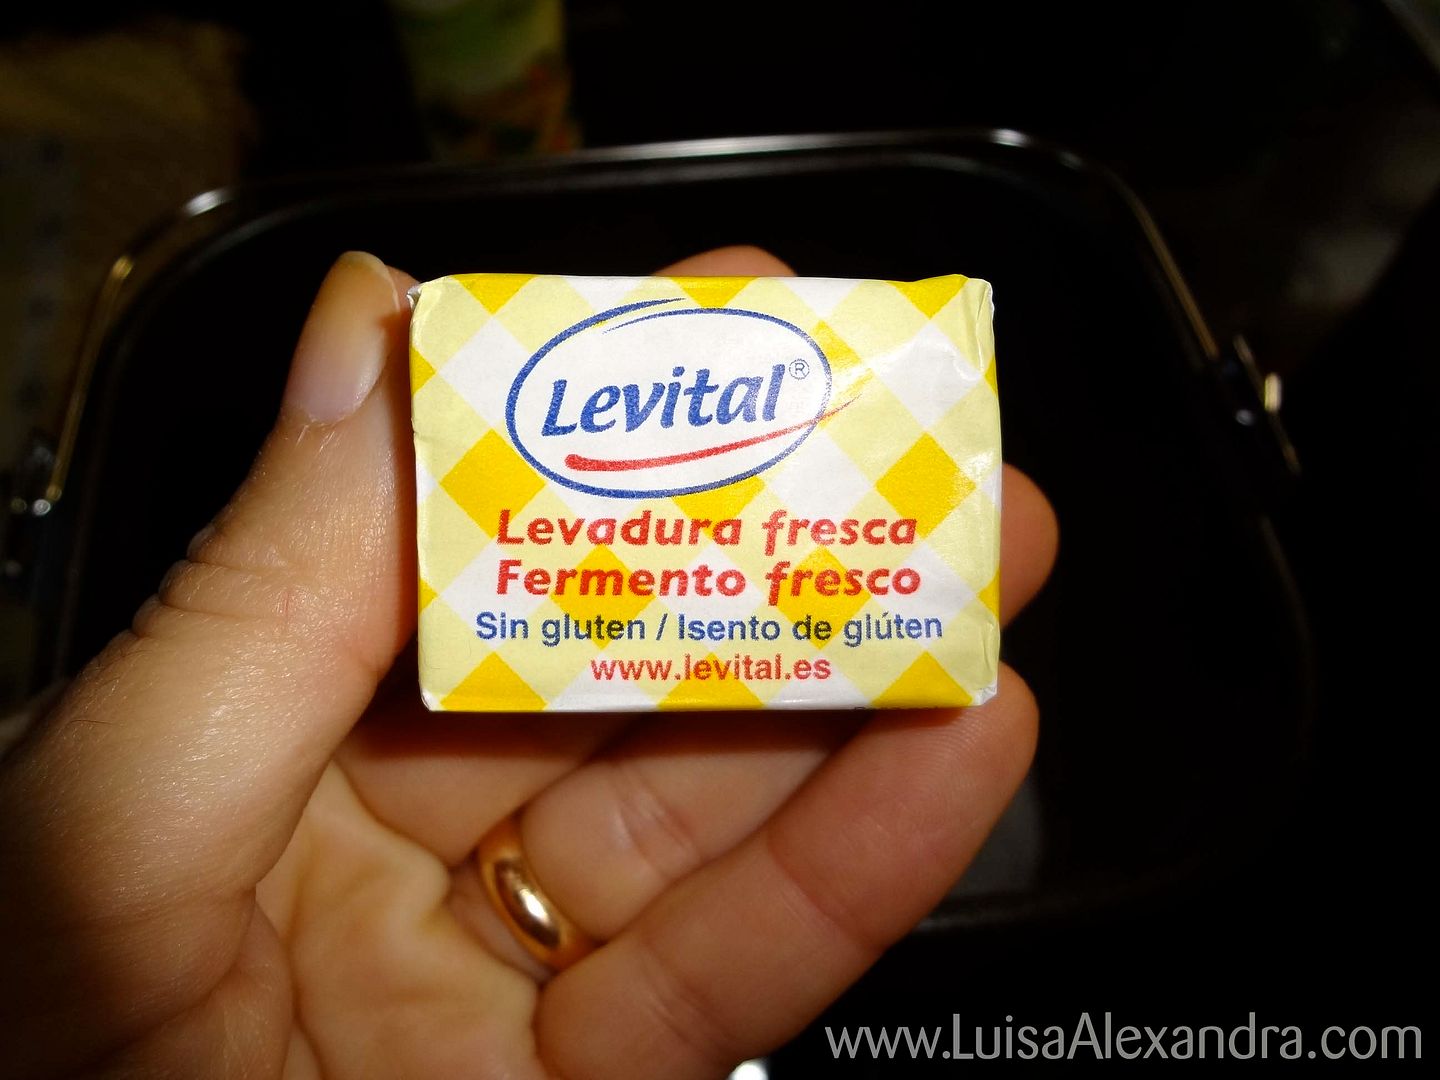 Levital®
Levadura fresca
Fermento fresco
Sin gluten / Isento de glúten
www.levital.es
www.LuisaAlexandra.com